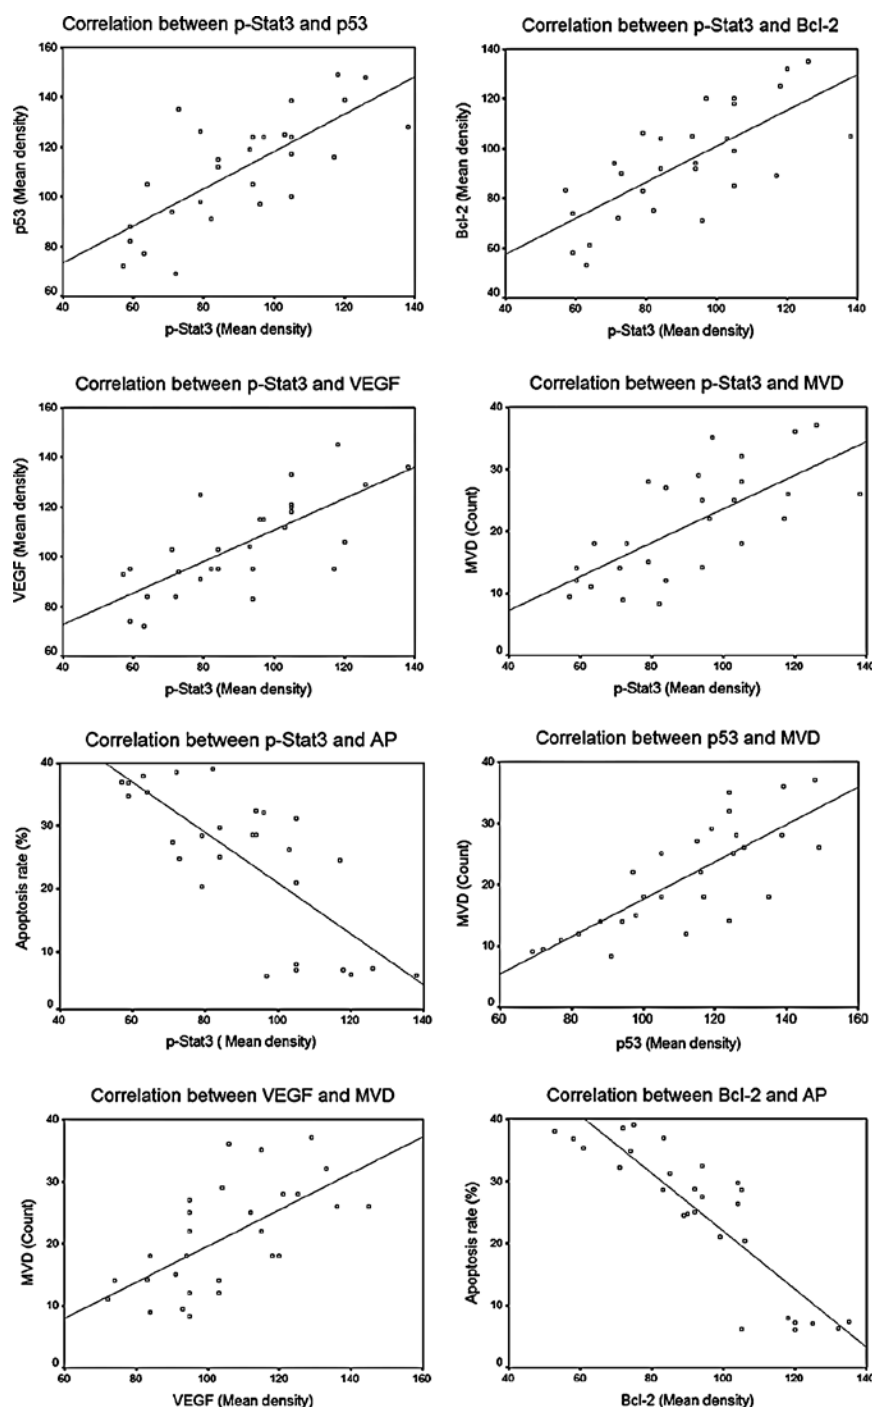 Correlation between p-Stat3 and p53
160
140
120
100
80
60
p53 (Mean density)
40 60 80 100 120 140
p-Stat3 (Mean density)
Correlation between p-Stat3 and Bcl-2
140
120
100
80
60
40
Bcl-2 (Mean density)
40 60 80 100 120 140
p-Stat3 (Mean density)
Correlation between p-Stat3 and VEGF
160
140
120
100
80
60
VEGF (Mean density)
40 60 80 100 120 140
p-Stat3 (Mean density)
Correlation between p-Stat3 and MVD
40
30
20
10
0
MVD (Count)
40 60 80 100 120 140
p-Stat3 (Mean density)
Correlation between p-Stat3 and AP
40
30
20
10
0
Apoptosis rate (%)
40 60 80 100 120 140
p-Stat3 ( Mean density)
Correlation between p53 and MVD
40
30
20
10
0
MVD (Count)
60 80 100 120 140 160
p53 (Mean density)
Correlation between VEGF and MVD
40
30
20
10
0
MVD (Count)
60 80 100 120 140 160
VEGF (Mean density)
Correlation between Bcl-2 and AP
40
30
20
10
0
Apoptosis rate (%)
40 60 80 100 120 140
Bcl-2 (Mean density)